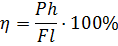 η = Ph/Fl · 100%